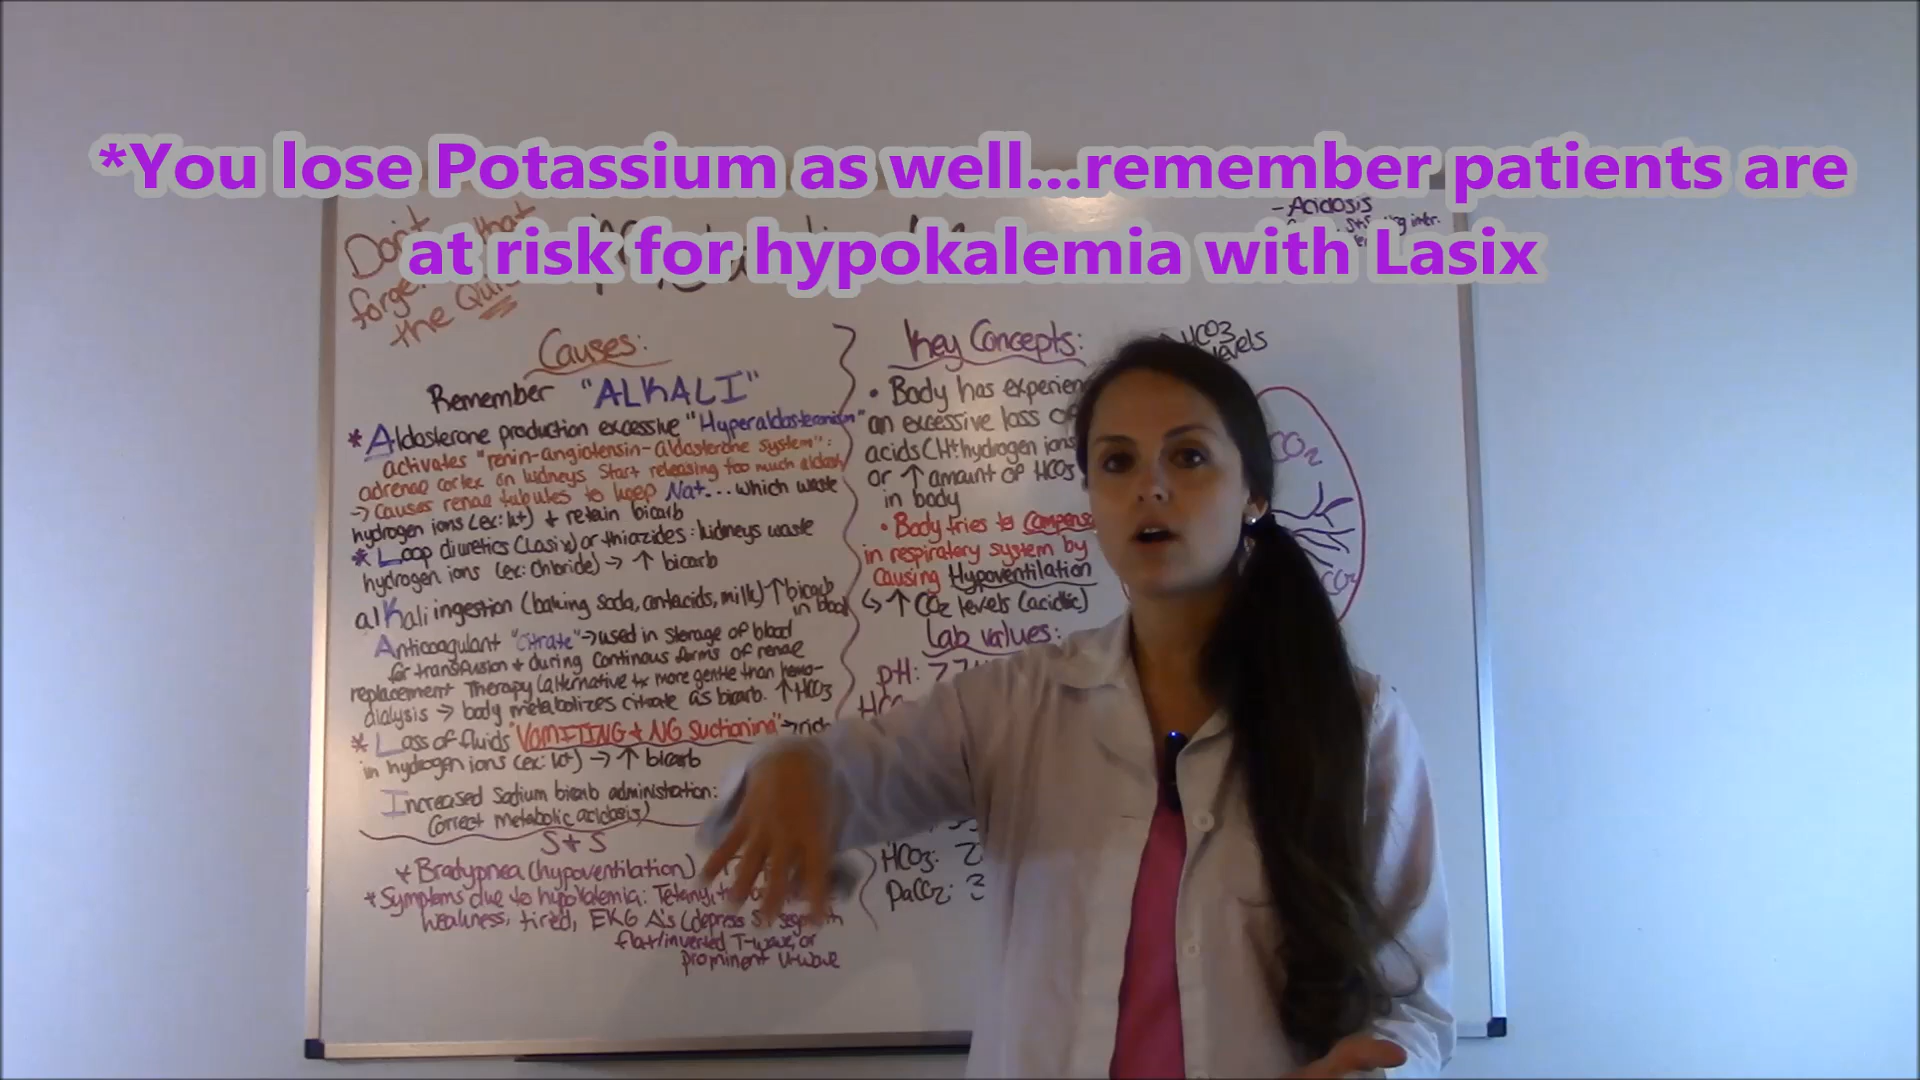 *You lose Potassium as well...remember patients are
at risk for hypokalemia with Lasix
Don't
that
the
- Acidosis
Causes:
Remember "ALKALI"
* Aldosterone production excessive "Hyperaldosteronism"
activates "renin-angiotensin-aldosterone system":
adrenal cortex on kidneys start releasing too much
→ Causes renal tubules to keep Na+... which waste
hydrogen ions (ex: K+) + retain bicarb
* Loop diuretics (Lasix) or thiazides: kidneys waste
hydrogen ions (ex: Chloride) → ↑ bicarb
alKali ingestion (baking soda, antacids, milk) ↑ bicarb
in blood
Anticoagulant "Citrate" → used in storage of blood
for transfusion + during continous forms of renal
replacement Therapy (alternative tx more gentle than hemo-
dialysis → body metabolizes citrate as bicarb. ↑ HCO3
* Loss of fluids "VOMITING + NG Suctioning" → rich
in hydrogen ions (ex: K+) → ↑ bicarb
Increased Sodium bicarb administration:
(correct metabolic acidosis)
S+S
* Bradypnea (hypoventilation)
* Symptoms due to hypokalemia: Tetany,
weakness, tired, EKG Δ's (depress ST
flat/inverted T-wave, or
prominent U-wave
Key Concepts:
• Body has
an excessive loss
acids (H+: hydrogen ions
or ↑ amount of HCO3
in body
• Body tries to
in respiratory system by
causing Hypoventilation
↳ ↑ CO2 levels (acidic)
Lab values:
pH:
HCO3:
PaCO2:
HCO3
levels
CO2
CO2